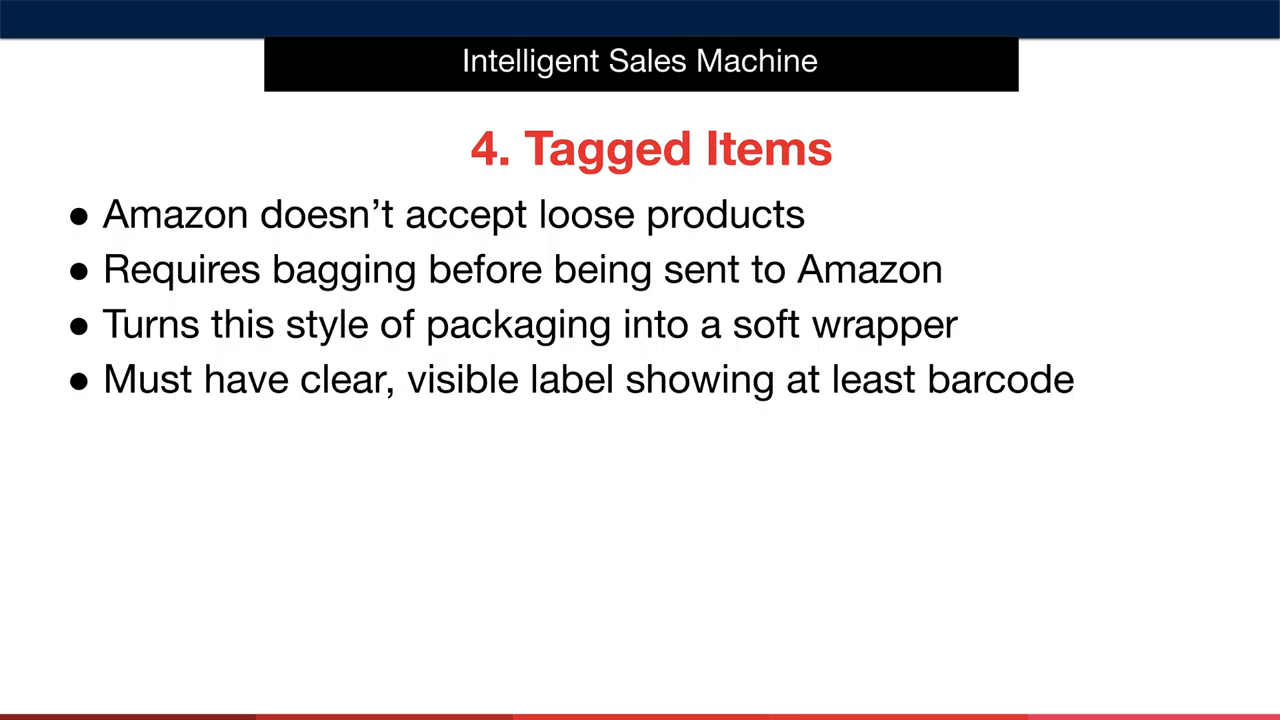 Intelligent Sales Machine
4. Tagged Items
● Amazon doesn’t accept loose products
● Requires bagging before being sent to Amazon
● Turns this style of packaging into a soft wrapper
● Must have clear, visible label showing at least barcode